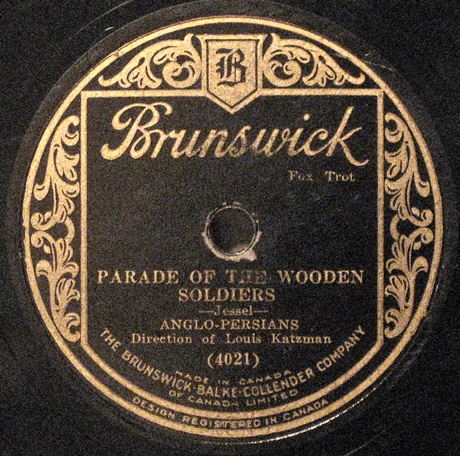 B
Brunswick
Fox Trot
PARADE OF THE WOODEN
SOLDIERS
—Jessel—
ANGLO-PERSIANS
Direction of Louis Katzman
(4021)
MADE IN CANADA
THE BRUNSWICK-BALKE-COLLENDER COMPANY
OF CANADA LIMITED
DESIGN REGISTERED IN CANADA